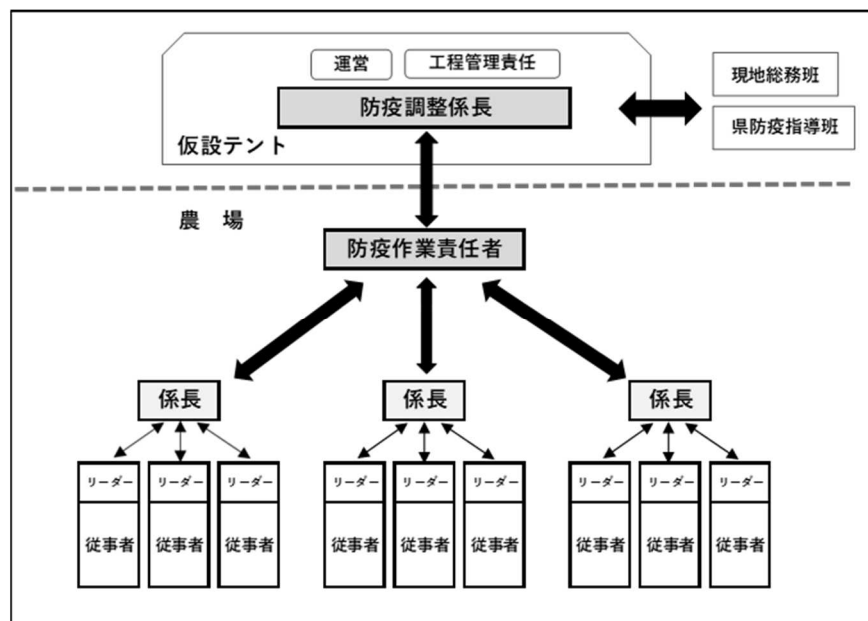 運営
工程管理責任
防疫調整係長
仮設テント
現地総務班
県防疫指導班
農　場
防疫作業責任者
係長
係長
係長
リーダー
リーダー
リーダー
リーダー
リーダー
リーダー
リーダー
リーダー
リーダー
従事者
従事者
従事者
従事者
従事者
従事者
従事者
従事者
従事者